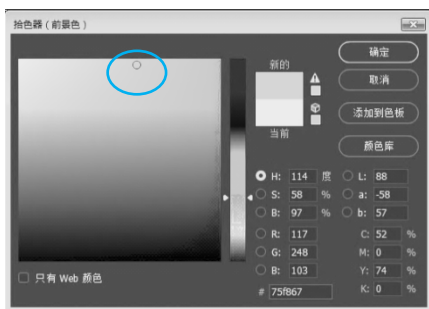 拾色器（前景色）
新的
当前
确定
取消
添加到色板
颜色库
H: 114 度 L: 88
S: 58 % a: -58
B: 97 % b: 57
R: 117 C: 52 %
G: 248 M: 0 %
B: 103 Y: 74 %
# 75f867 K: 0 %
只有 Web 颜色